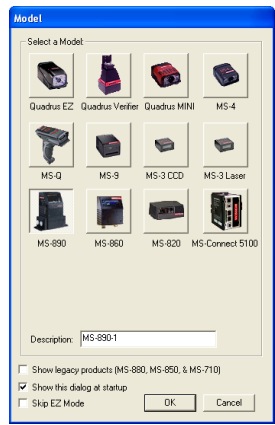 Model
Select a Model:
Quadrus EZ Quadrus Verifier Quadrus MINI MS-4
MS-Q MS-9 MS-3 CCD MS-3 Laser
MS-890 MS-860 MS-820 MS-Connect 5100
Description: MS-890-1
Show legacy products (MS-880, MS-850, & MS-710)
Show this dialog at startup
Skip EZ Mode OK Cancel